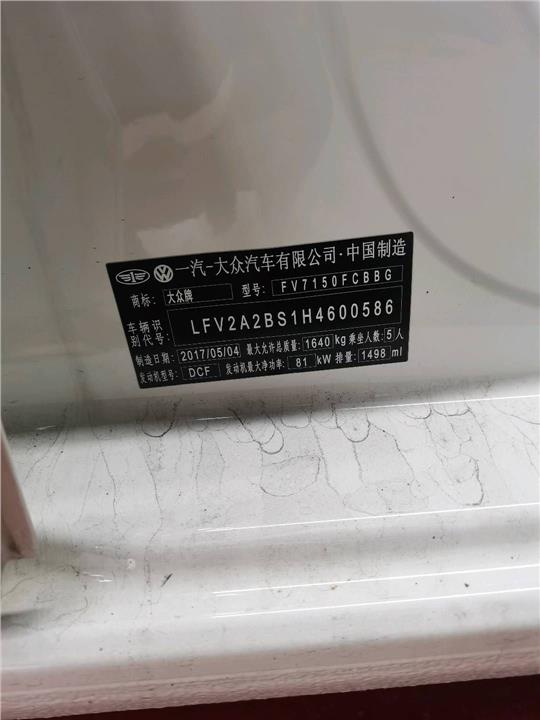 一汽-大众汽车有限公司·中国制造
商标: 大众牌 型号: FV7150FCBBG
车辆识别代号: LFV2A2BS1H4600586
制造日期 2017/05/04 最大允许总质量: 1640 kg 乘坐人数: 5人
发动机型号: DCF 发动机最大净功率: 81 kW 排量: 1498 ml